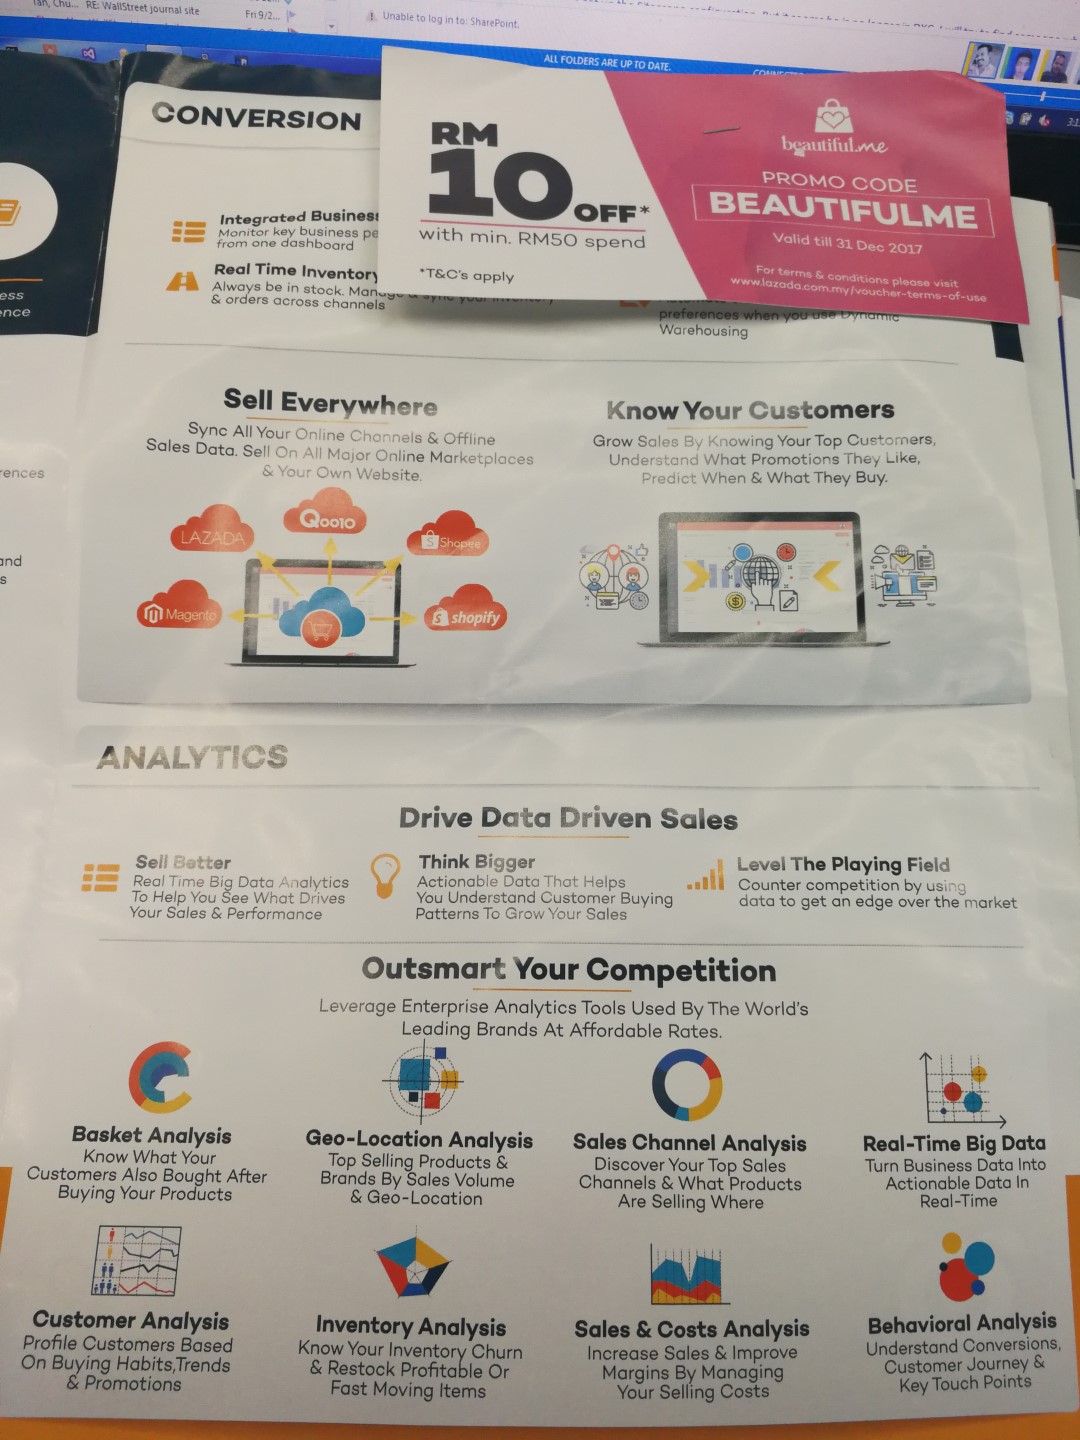 RE: WallStreet journal site
Fri 9/2...
Unable to log in to: SharePoint.
ALL FOLDERS ARE UP TO DATE.
CONVERSION
RM
10 OFF*
with min. RM50 spend
*T&C's apply
beautiful.me
PROMO CODE
BEAUTIFULME
Valid till 31 Dec 2017
For terms & conditions please visit
www.lazada.com.my/voucher-terms-of-use
Integrated Business
Monitor key business pe
from one dashboard
Real Time Inventory
Always be in stock. Manage & sync your inventory
& orders across channels
preferences when you use Dynamic
Warehousing
ess
ence
rences
and
s
Sell Everywhere
Sync All Your Online Channels & Offline
Sales Data. Sell On All Major Online Marketplaces
& Your Own Website.
LAZADA
Qoo10
Shopee
Magento
shopify
Know Your Customers
Grow Sales By Knowing Your Top Customers,
Understand What Promotions They Like,
Predict When & What They Buy.
ANALYTICS
Drive Data Driven Sales
Sell Better
Real Time Big Data Analytics
To Help You See What Drives
Your Sales & Performance
Think Bigger
Actionable Data That Helps
You Understand Customer Buying
Patterns To Grow Your Sales
Level The Playing Field
Counter competition by using
data to get an edge over the market
Outsmart Your Competition
Leverage Enterprise Analytics Tools Used By The World's
Leading Brands At Affordable Rates.
Basket Analysis
Know What Your
Customers Also Bought After
Buying Your Products
Geo-Location Analysis
Top Selling Products &
Brands By Sales Volume
& Geo-Location
Sales Channel Analysis
Discover Your Top Sales
Channels & What Products
Are Selling Where
Real-Time Big Data
Turn Business Data Into
Actionable Data In
Real-Time
Customer Analysis
Profile Customers Based
On Buying Habits,Trends
& Promotions
Inventory Analysis
Know Your Inventory Churn
& Restock Profitable Or
Fast Moving Items
Sales & Costs Analysis
Increase Sales & Improve
Margins By Managing
Your Selling Costs
Behavioral Analysis
Understand Conversions,
Customer Journey &
Key Touch Points